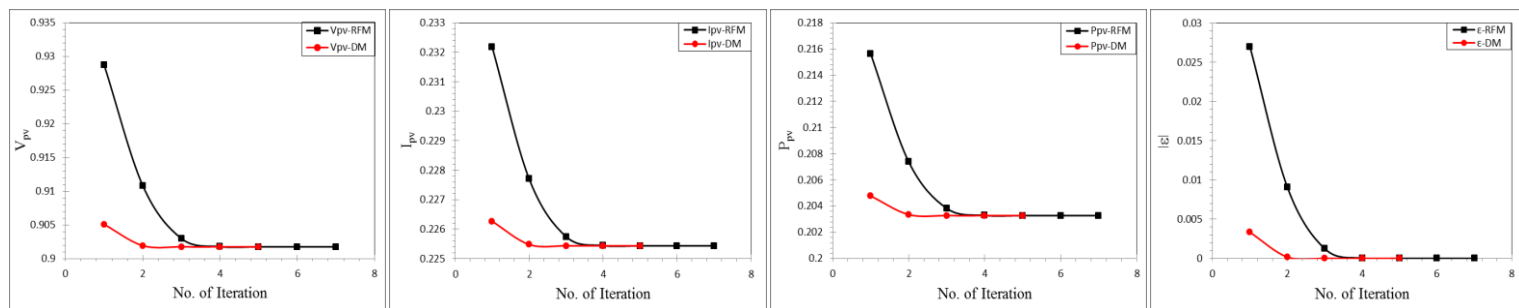 0.935
0.93
0.925
0.92
0.915
0.91
0.905
0.9
0 2 4 6 8
Vpv
No. of Iteration
Vpv-RFM
Vpv-DM
0.233
0.232
0.231
0.23
0.229
0.228
0.227
0.226
0.225
0 2 4 6 8
Ipv
No. of Iteration
Ipv-RFM
Ipv-DM
0.218
0.216
0.214
0.212
0.21
0.208
0.206
0.204
0.202
0.2
0 2 4 6 8
Ppv
No. of Iteration
Ppv-RFM
Ppv-DM
0.03
0.025
0.02
0.015
0.01
0.005
0
0 2 4 6 8
|ε|
No. of Iteration
ε-RFM
ε-DM